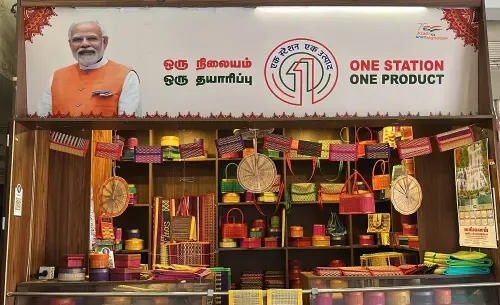 ஒரு நிலையம்
ஒரு தயாரிப்பு
एक स्टेशन एक उत्पाद
1
ONE STATION
ONE PRODUCT